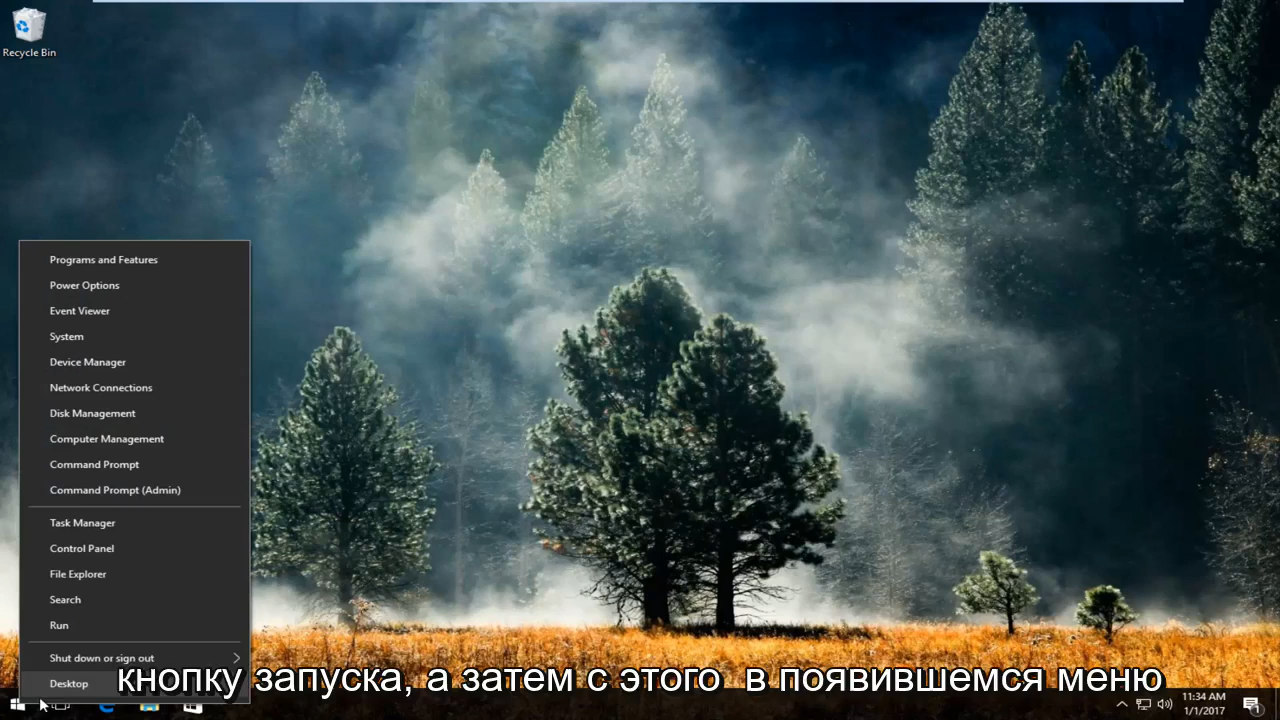 Recycle Bin
Programs and Features
Power Options
Event Viewer
System
Device Manager
Network Connections
Disk Management
Computer Management
Command Prompt
Command Prompt (Admin)
Task Manager
Control Panel
File Explorer
Search
Run
Shut down or sign out
Desktop
кнопку запуска, а затем с этого в появившемся меню
11:34 AM
1/1/2017
1